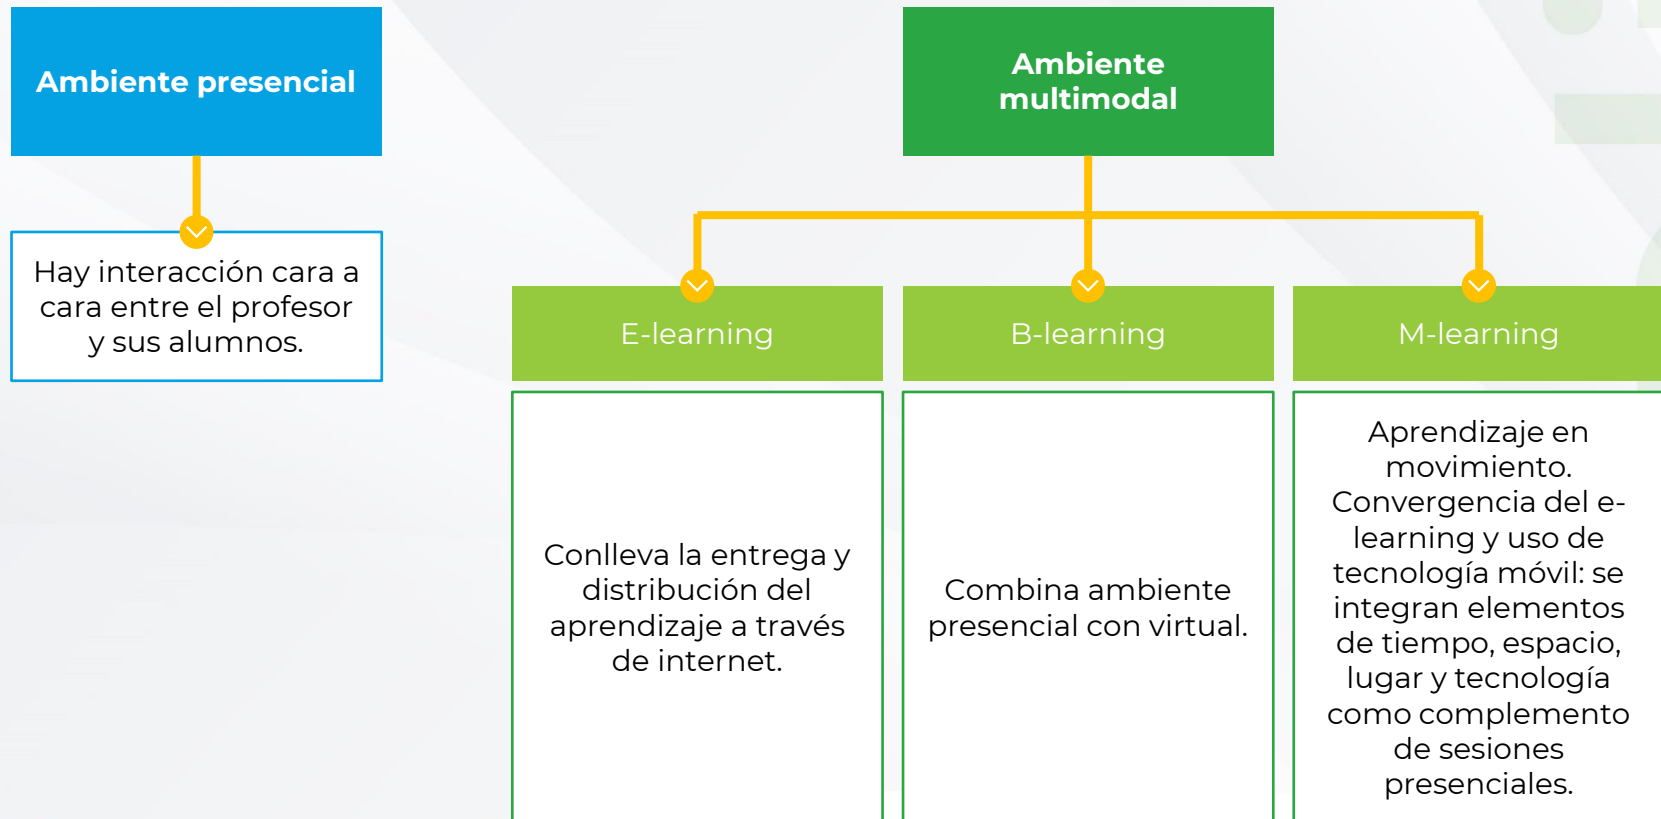 Ambiente presencial
Hay interacción cara a
cara entre el profesor
y sus alumnos.
Ambiente
multimodal
E-learning
Conlleva la entrega y
distribución del
aprendizaje a través
de internet.
B-learning
Combina ambiente
presencial con virtual.
M-learning
Aprendizaje en
movimiento.
Convergencia del e-
learning y uso de
tecnología móvil: se
integran elementos
de tiempo, espacio,
lugar y tecnología
como complemento
de sesiones
presenciales.